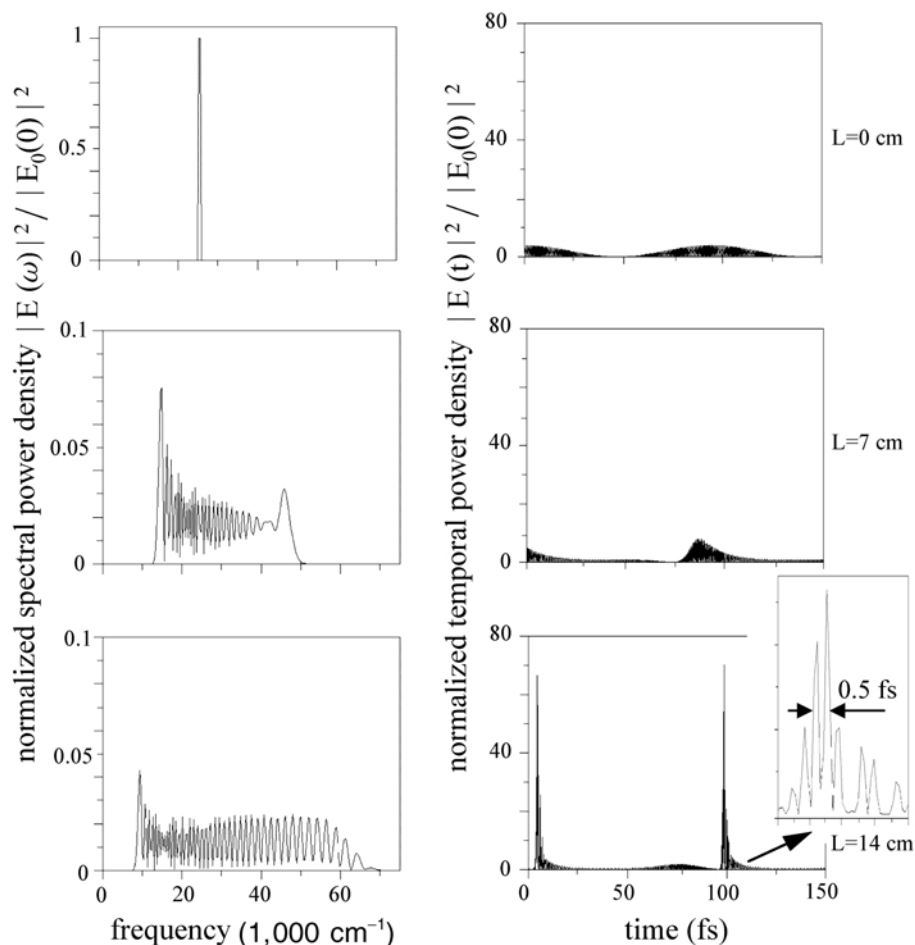 normalized spectral power density | E (ω) | ² / | E₀(0) | ²
1
0.5
0
0.1
0.05
0
0.1
0.05
0
0 20 40 60
frequency (1,000 cm⁻¹)
normalized temporal power density | E (t) | ² / | E₀(0) | ²
80
40
0
L=0 cm
80
40
0
L=7 cm
80
40
0
0.5 fs
L=14 cm
0 50 100 150
time (fs)